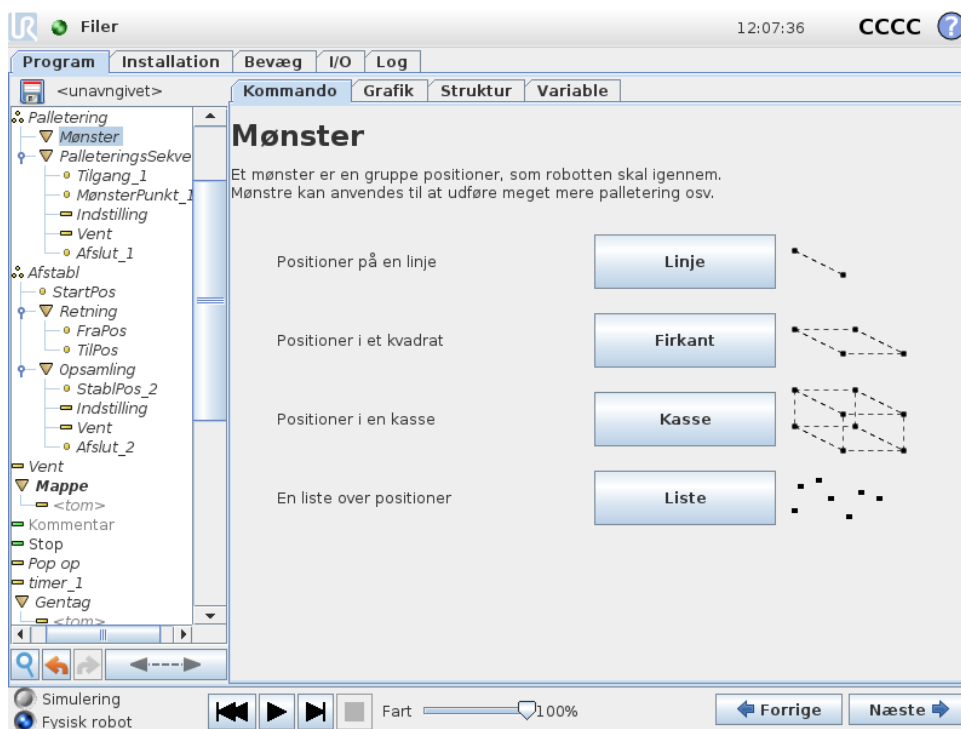 UR Filer 12:07:36 CCCC ?
Program Installation Bevæg I/O Log
<unavngivet>
Kommando Grafik Struktur Variable
Palletering
Mønster
PalleteringsSekve
Tilgang_1
MønsterPunkt_1
Indstilling
Vent
Afslut_1
Afstabl
StartPos
Retning
FraPos
TilPos
Opsamling
StablPos_2
Indstilling
Vent
Afslut_2
Vent
Mappe
<tom>
Kommentar
Stop
Pop op
timer_1
Gentag
<tom>
Mønster
Et mønster er en gruppe positioner, som robotten skal igennem.
Mønstre kan anvendes til at udføre meget mere palletering osv.
Positioner på en linje Linje
Positioner i et kvadrat Firkant
Positioner i en kasse Kasse
En liste over positioner Liste
Simulering
Fysisk robot
Fart 100%
Forrige Næste